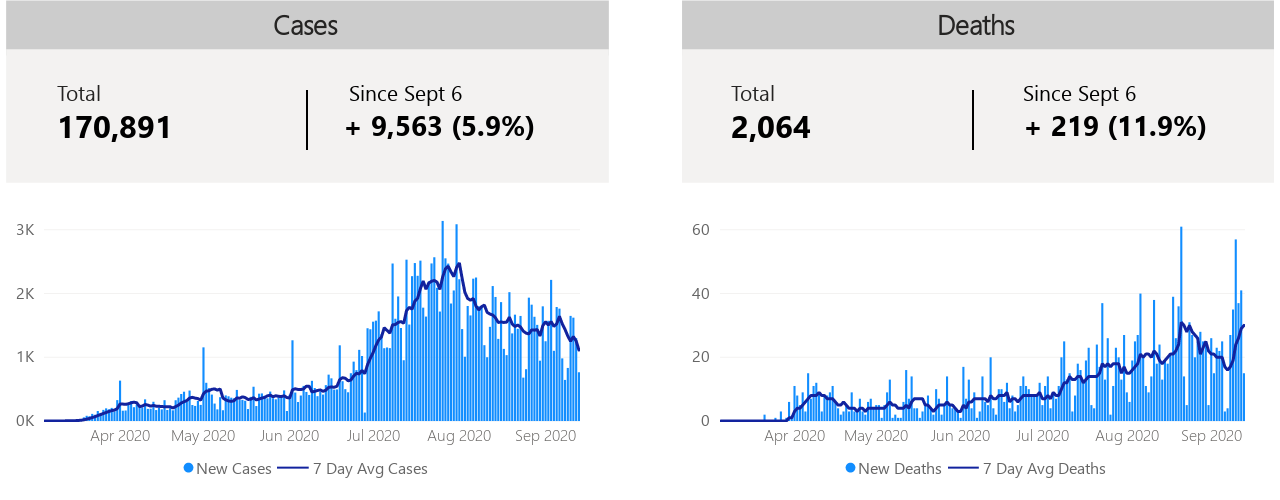 Cases
Total
170,891
Since Sept 6
+ 9,563 (5.9%)
3K
2K
1K
0K
Apr 2020 May 2020 Jun 2020 Jul 2020 Aug 2020 Sep 2020
New Cases 7 Day Avg Cases
Deaths
Total
2,064
Since Sept 6
+ 219 (11.9%)
60
40
20
0
Apr 2020 May 2020 Jun 2020 Jul 2020 Aug 2020 Sep 2020
New Deaths 7 Day Avg Deaths